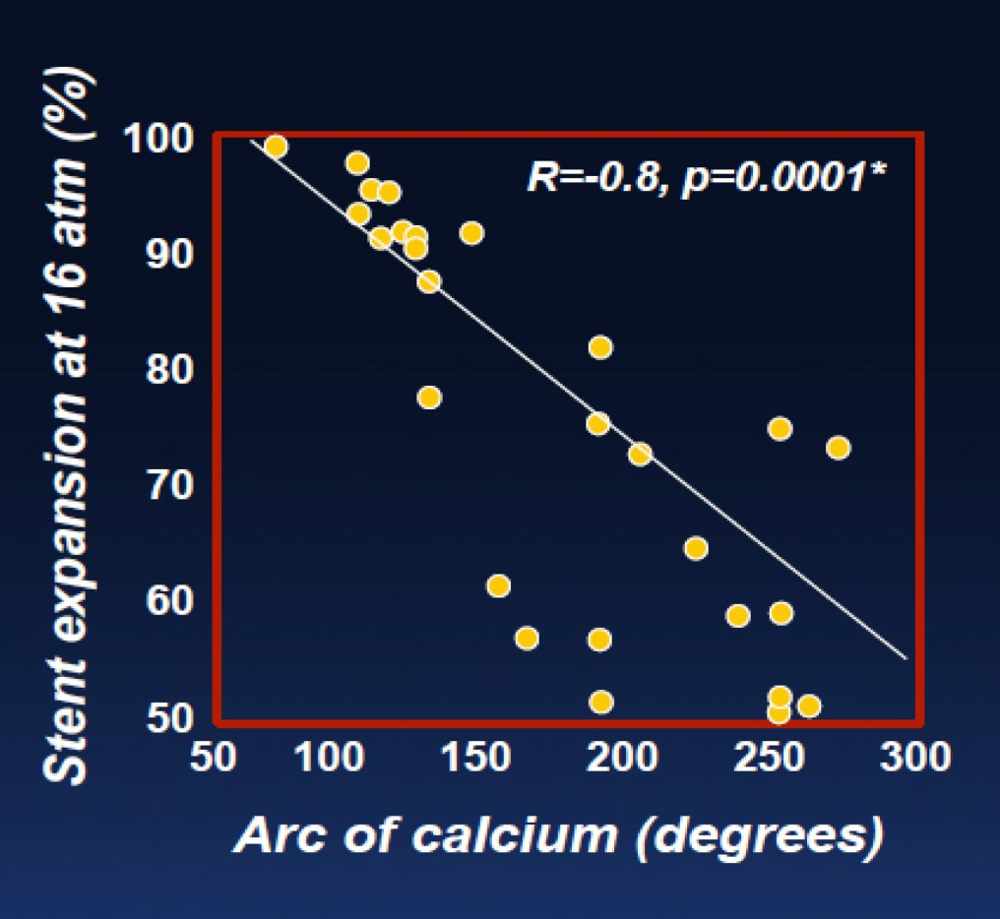 Stent expansion at 16 atm (%)
100
90
80
70
60
50
R=-0.8, p=0.0001*
50 100 150 200 250 300
Arc of calcium (degrees)